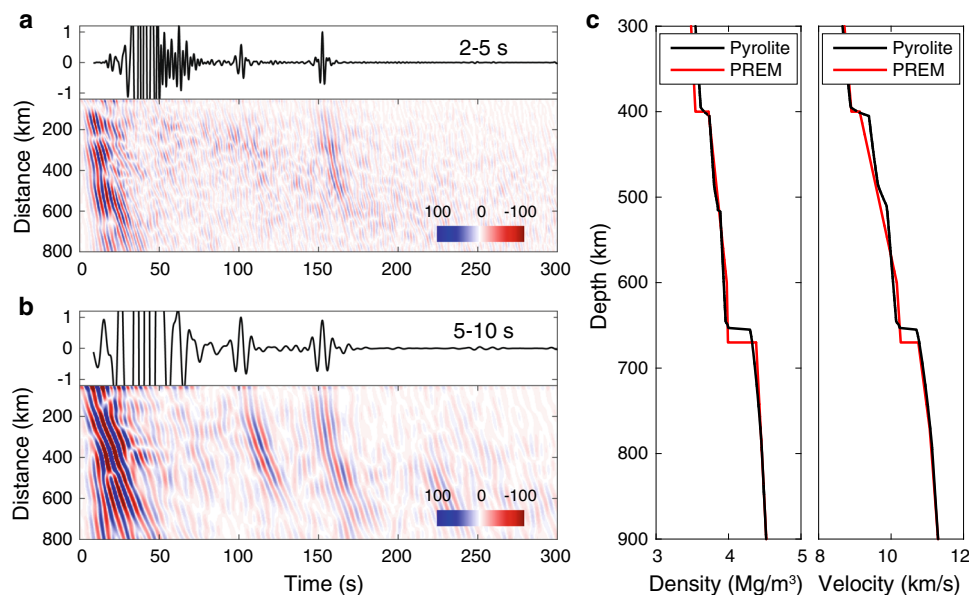 a
1
0
-1
2-5 s
Distance (km)
200
400
600
800
100 0 -100
0 50 100 150 200 250 300
b
1
0
-1
5-10 s
Distance (km)
200
400
600
800
100 0 -100
0 50 100 150 200 250 300
Time (s)
c
Depth (km)
300
400
500
600
700
800
900
Pyrolite
PREM
3 4 5
Density (Mg/m³)
Pyrolite
PREM
8 10 12
Velocity (km/s)